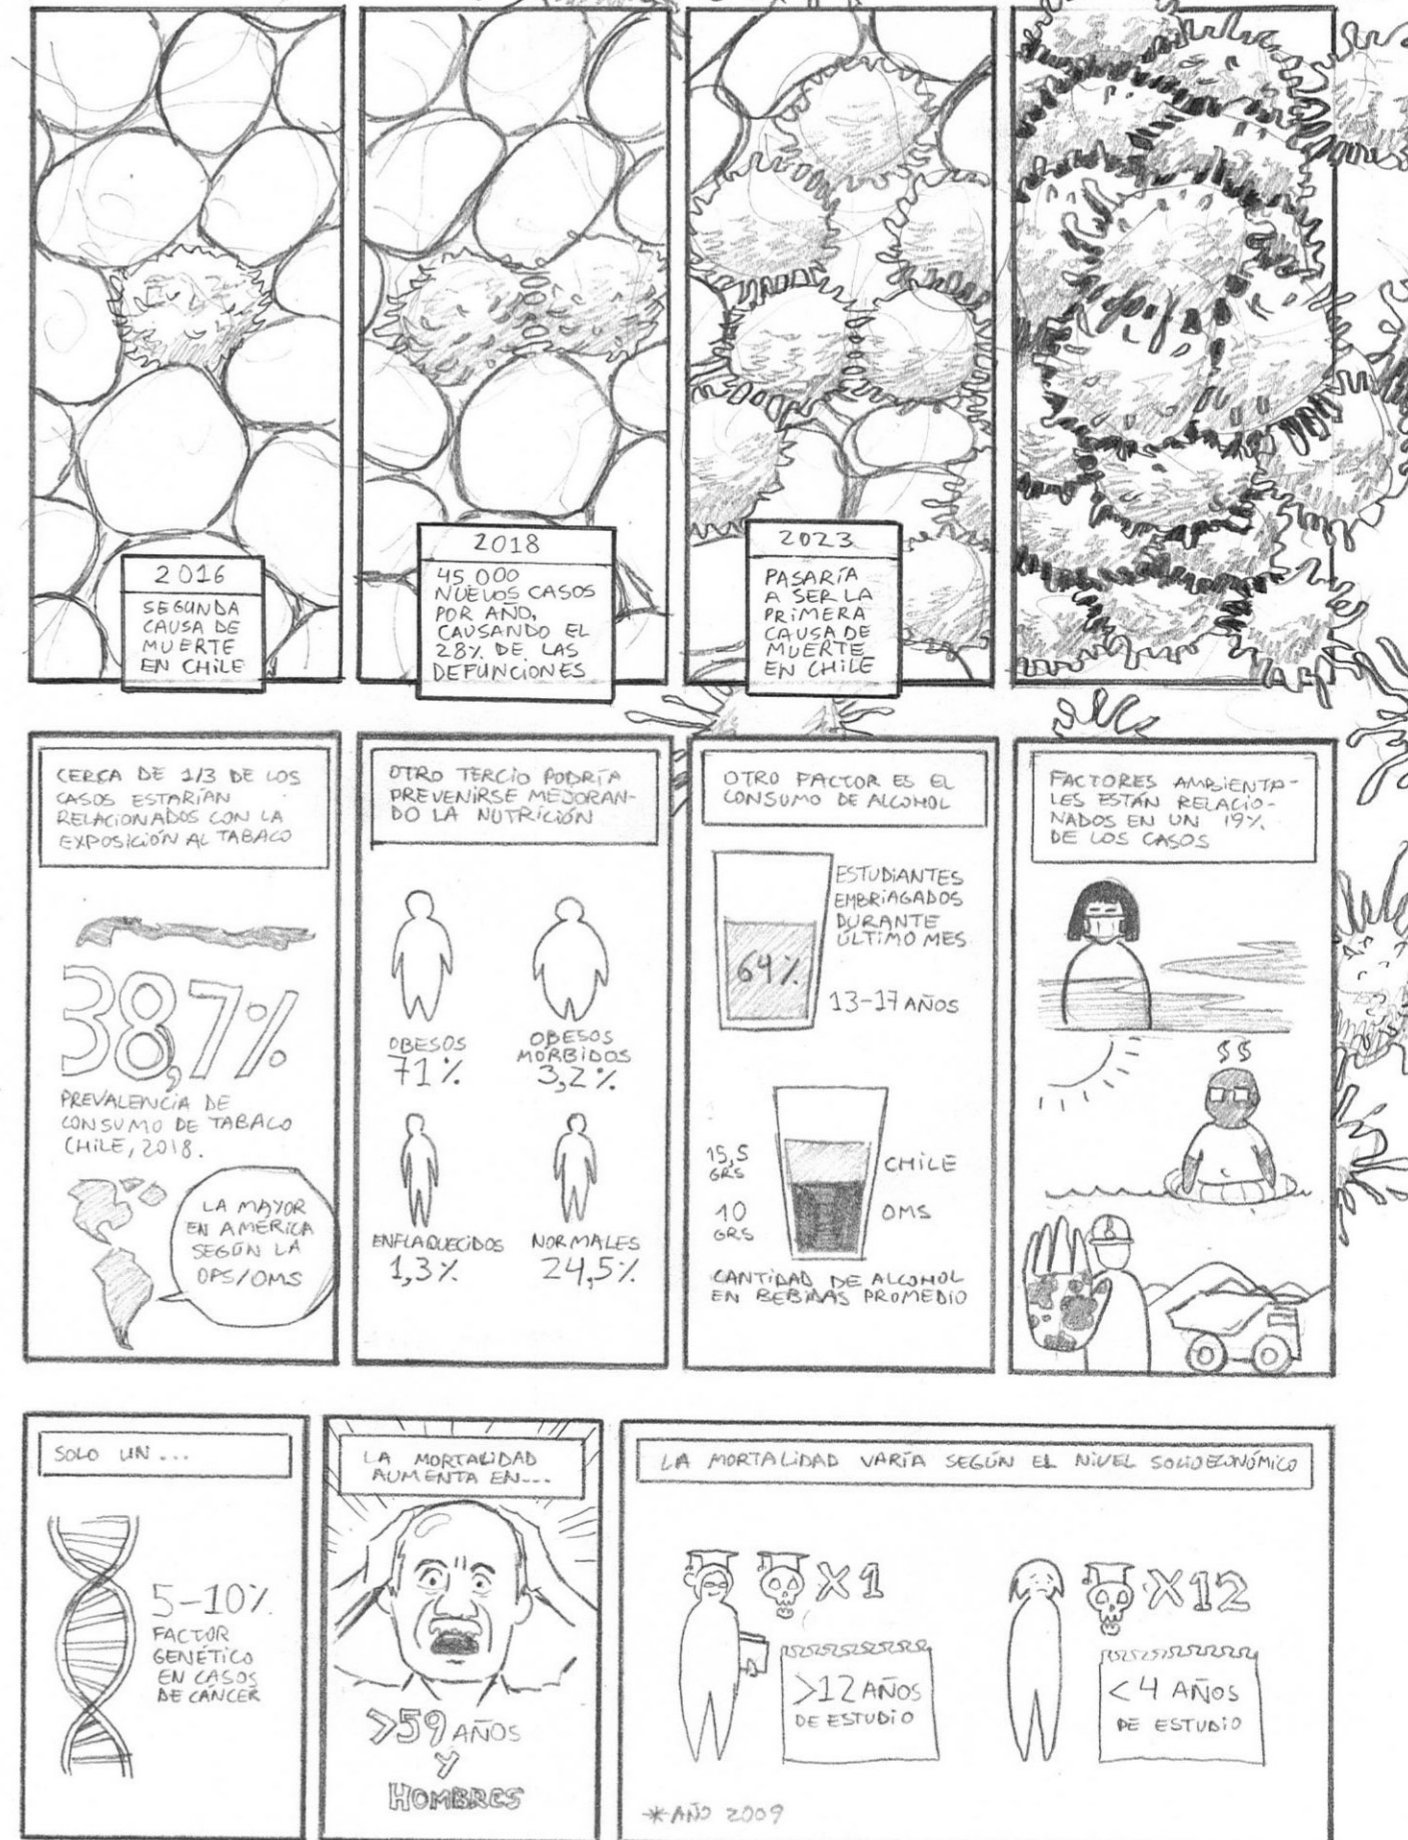 2016
SEGUNDA
CAUSA DE
MUERTE
EN CHILE
2018
45.000
NUEVOS CASOS
POR AÑO,
CAUSANDO EL
28% DE LAS
DEFUNCIONES
2023
PASARÍA
A SER LA
PRIMERA
CAUSA DE
MUERTE
EN CHILE
CERCA DE 1/3 DE LOS
CASOS ESTARÍAN
RELACIONADOS CON LA
EXPOSICIÓN AL TABACO
38,7%
PREVALENCIA DE
CONSUMO DE TABACO
CHILE, 2018.
LA MAYOR
EN AMÉRICA
SEGÚN LA
OPS/OMS
OTRO TERCIO PODRÍA
PREVENIRSE MEJORAN-
DO LA NUTRICIÓN
OBESOS
71%
OBESOS
MÓRBIDOS
3,2%
ENFLAQUECIDOS
1,3%
NORMALES
24,5%
OTRO FACTOR ES EL
CONSUMO DE ALCOHOL
ESTUDIANTES
EMBRIAGADOS
DURANTE
ÚLTIMO MES
64%
13-17 AÑOS
15,5
GRS
CHILE
10
GRS
OMS
CANTIDAD DE ALCOHOL
EN BEBIDAS PROMEDIO
FACTORES AMBIENTA-
LES ESTÁN RELACIO-
NADOS EN UN 19%
DE LOS CASOS
$$
SOLO UN...
5-10%
FACTOR
GENÉTICO
EN CASOS
DE CÁNCER
LA MORTALIDAD
AUMENTA EN...
>59 AÑOS
Y
HOMBRES
LA MORTALIDAD VARÍA SEGÚN EL NIVEL SOCIOECONÓMICO
X1
>12 AÑOS
DE ESTUDIO
X12
<4 AÑOS
DE ESTUDIO
*AÑO 2009